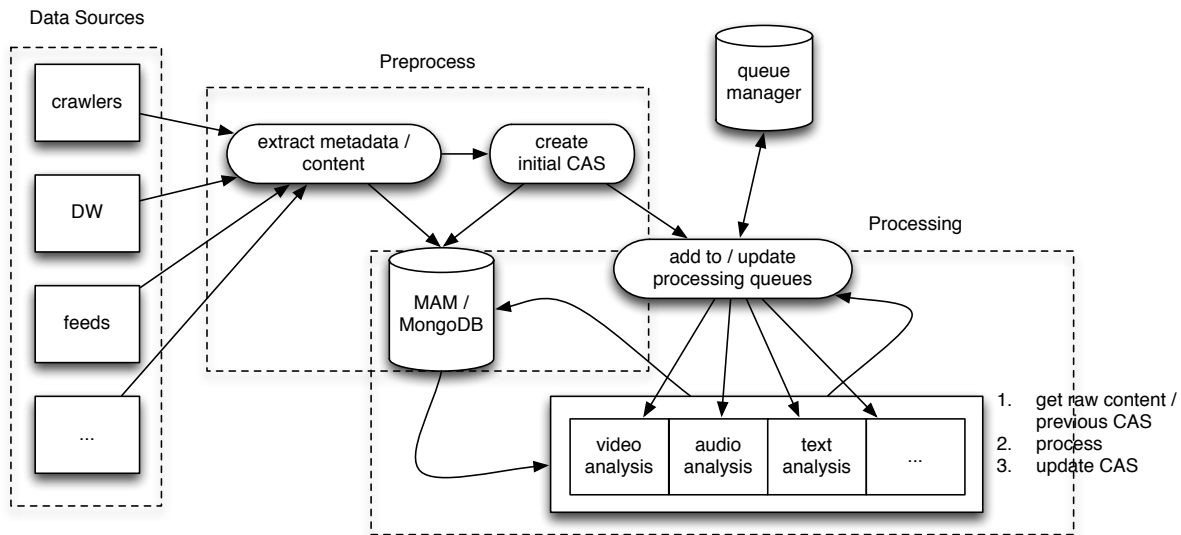 Data Sources
crawlers
DW
feeds
...
Preprocess
extract metadata /
content
create
initial CAS
MAM /
MongoDB
queue
manager
Processing
add to / update
processing queues
video
analysis
audio
analysis
text
analysis
...
1. get raw content /
previous CAS
2. process
3. update CAS